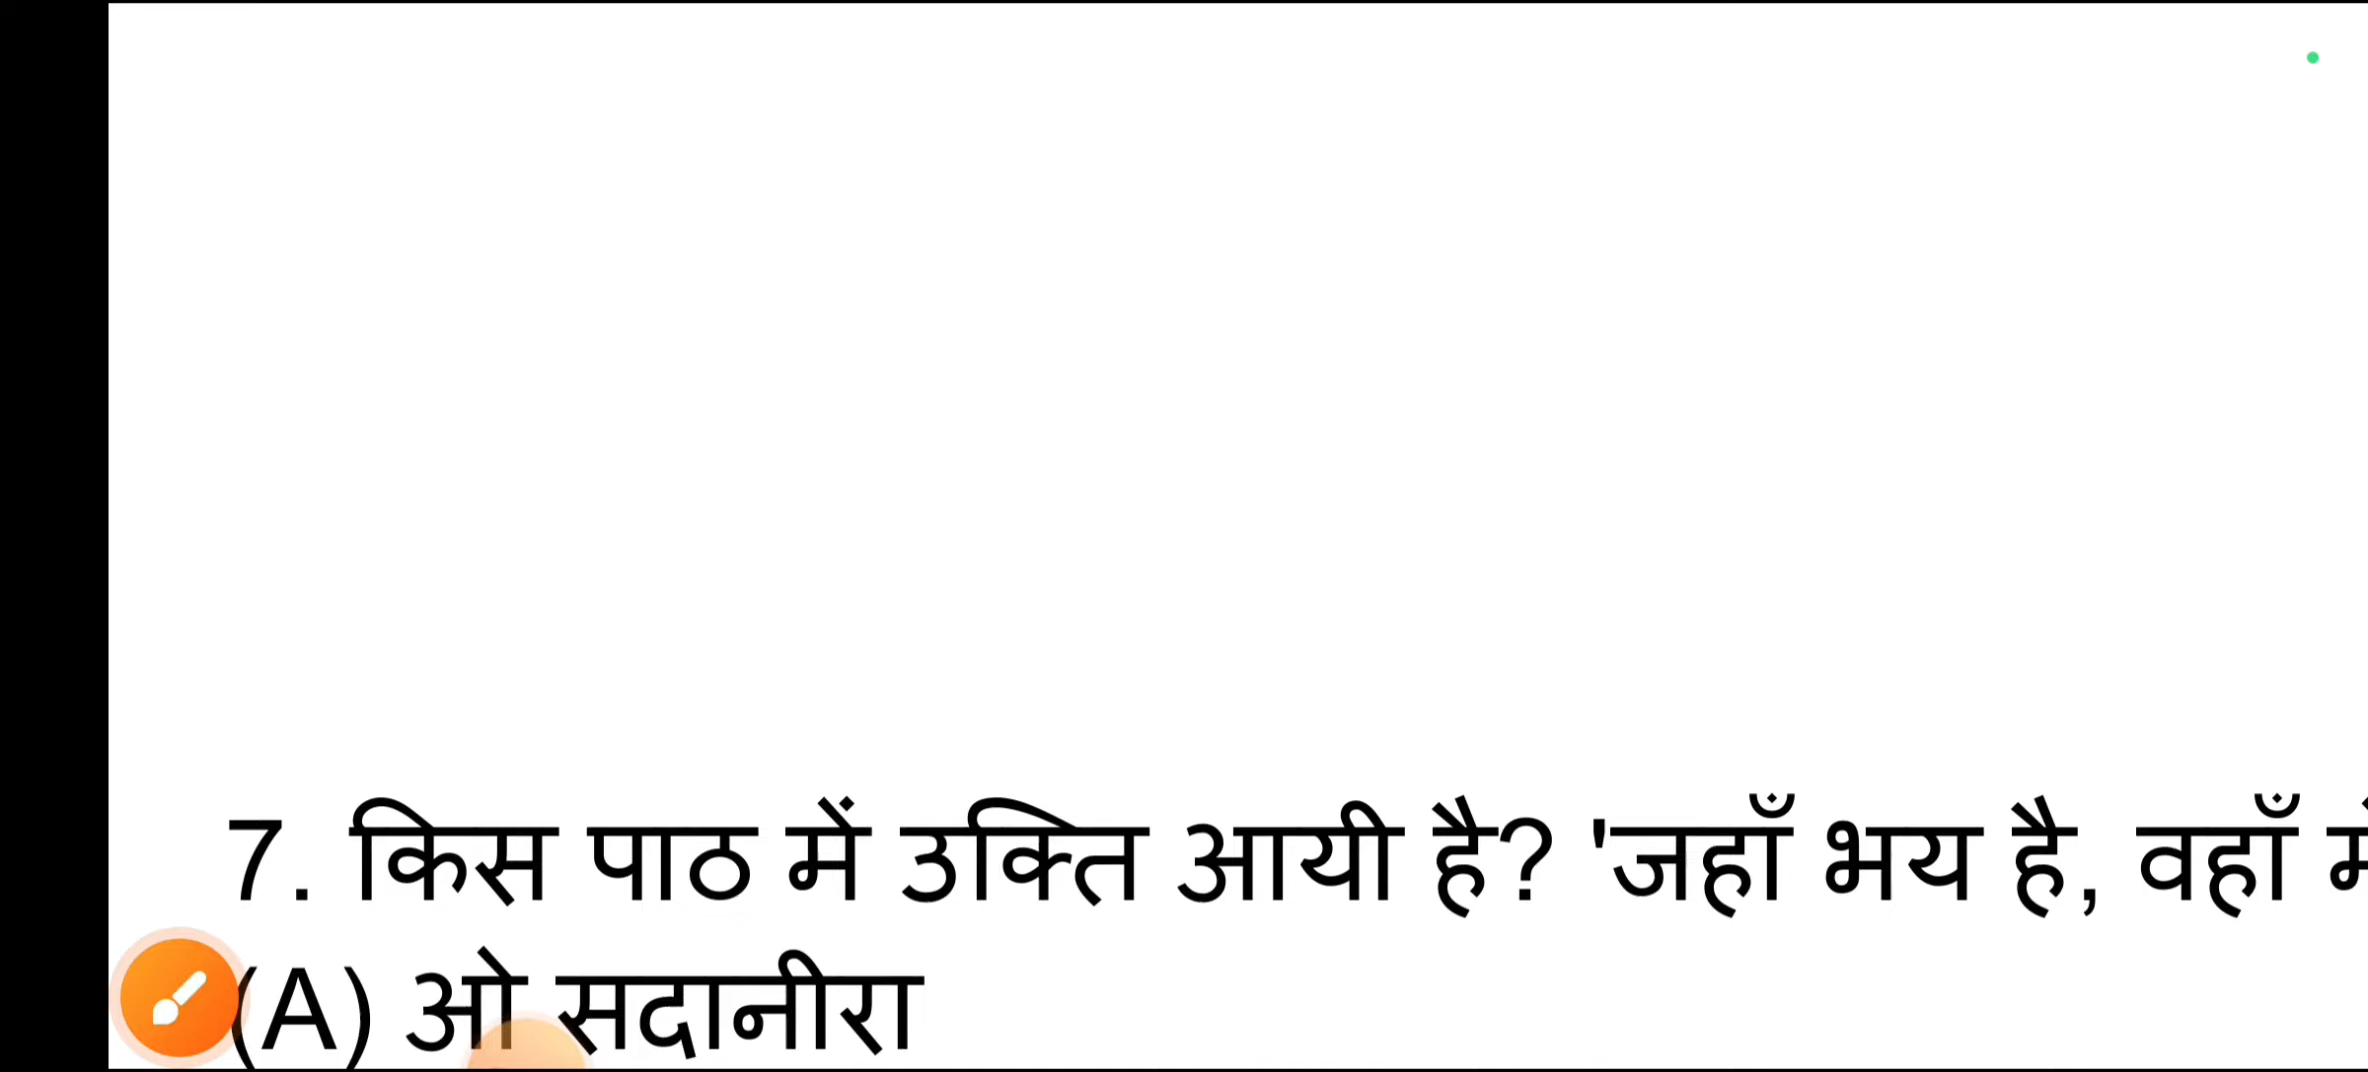 7. किस पाठ में उक्ति आयी है? 'जहाँ भय है, वहाँ
(A) ओ सदानीरा